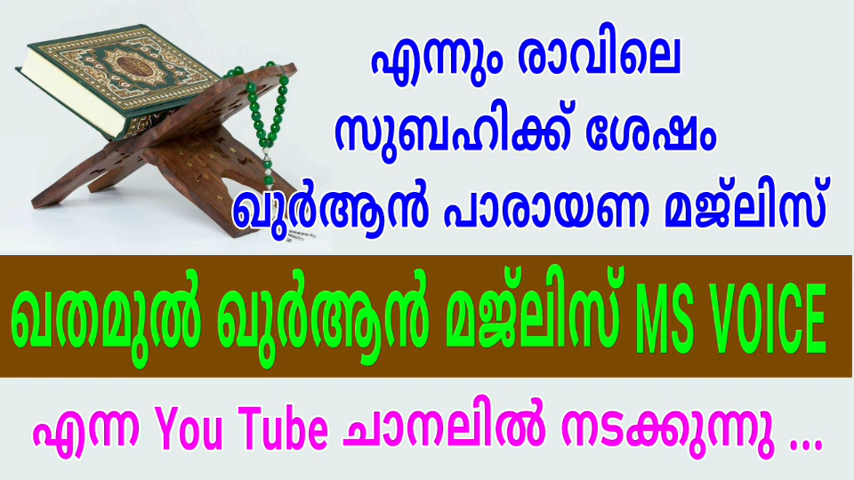 എന്നും രാവിലെ
സുബഹിക്ക് ശേഷം
ഖുർആൻ പാരായണ മജ്ലിസ്
ഖതമുൽ ഖുർആൻ മജ്ലിസ് MS VOICE
എന്ന You Tube ചാനലിൽ നടക്കുന്നു ...